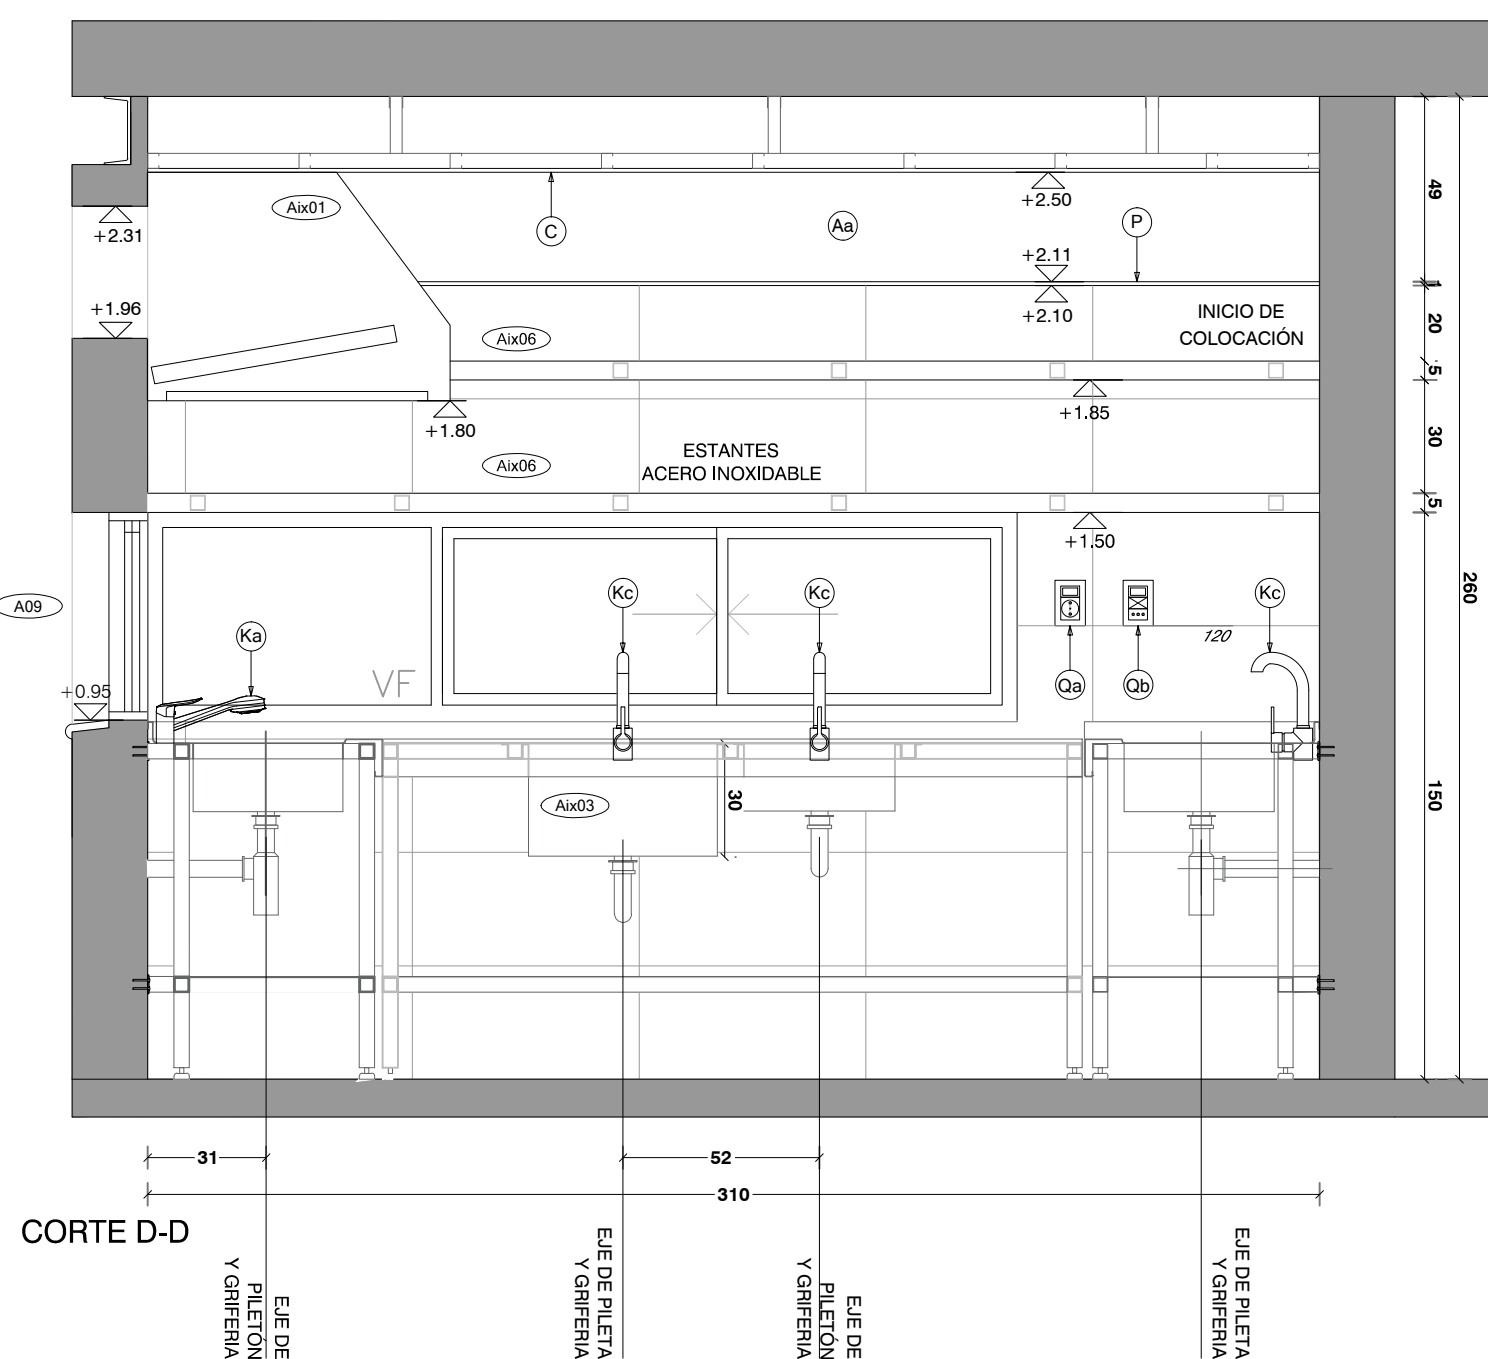 Aix01
+2.50
+2.31
C
Aa
P
49
+2.11
+1.96
+2.10
1
INICIO DE
COLOCACIÓN
20
Aix06
5
+1.85
+1.80
30
ESTANTES
ACERO INOXIDABLE
Aix06
5
+1.50
260
A09
Kc
Kc
Kc
Ka
120
VF
Qa
Qb
+0.95
30
Aix03
150
31
52
310
CORTE D-D
EJE DE
PILETÓN
Y GRIFERIA
EJE DE PILETA
Y GRIFERIA
EJE DE
PILETÓN
Y GRIFERIA
EJE DE PILETA
Y GRIFERIA